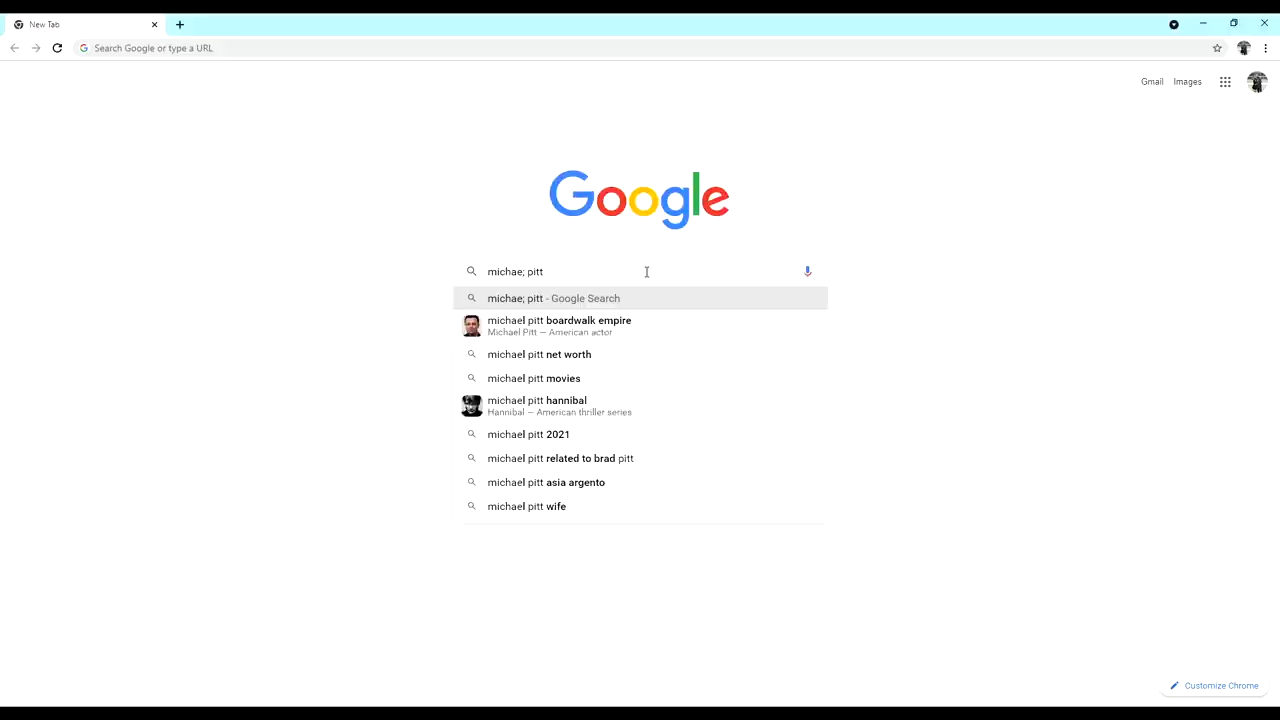 New Tab
Search Google or type a URL
Gmail Images
Google
michae; pitt
michae; pitt - Google Search
michael pitt boardwalk empire
Michael Pitt — American actor
michael pitt net worth
michael pitt movies
michael pitt hannibal
Hannibal — American thriller series
michael pitt 2021
michael pitt related to brad pitt
michael pitt asia argento
michael pitt wife
Customize Chrome